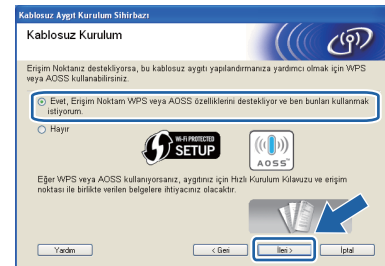 Kablosuz Aygıt Kurulum Sihirbazı
Kablosuz Kurulum
Erişim Noktanız destekliyorsa, bu kablosuz aygıtı yapılandırmanıza yardımcı olmak için WPS
veya AOSS kullanabilirsiniz.
Evet, Erişim Noktam WPS veya AOSS özelliklerini destekliyor ve ben bunları kullanmak
istiyorum.
Hayır
WI-FI PROTECTED
SETUP
AOSS™
Eğer WPS veya AOSS kullanıyorsanız, aygıtınız için Hızlı Kurulum Kılavuzu ve erişim
noktası ile birlikte verilen belgelere ihtiyacınız olacaktır.
Yardım
< Geri
İleri >
İptal